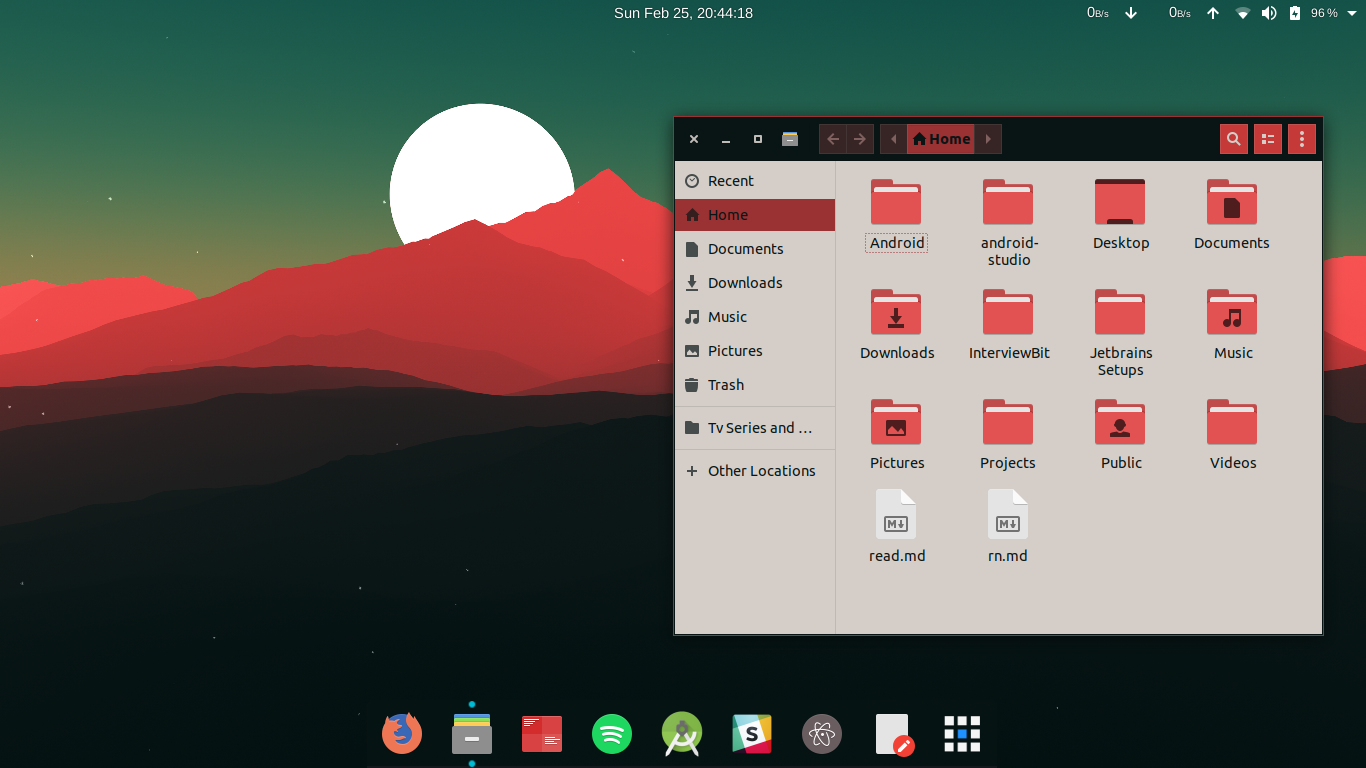 Sun Feb 25, 20:44:18
0B/s 0B/s 96 %
Home
Recent
Home
Documents
Downloads
Music
Pictures
Trash
Tv Series and ...
Other Locations
Android
android-
studio
Desktop
Documents
Downloads
InterviewBit
Jetbrains
Setups
Music
Pictures
Projects
Public
Videos
M
read.md
M
rn.md
S